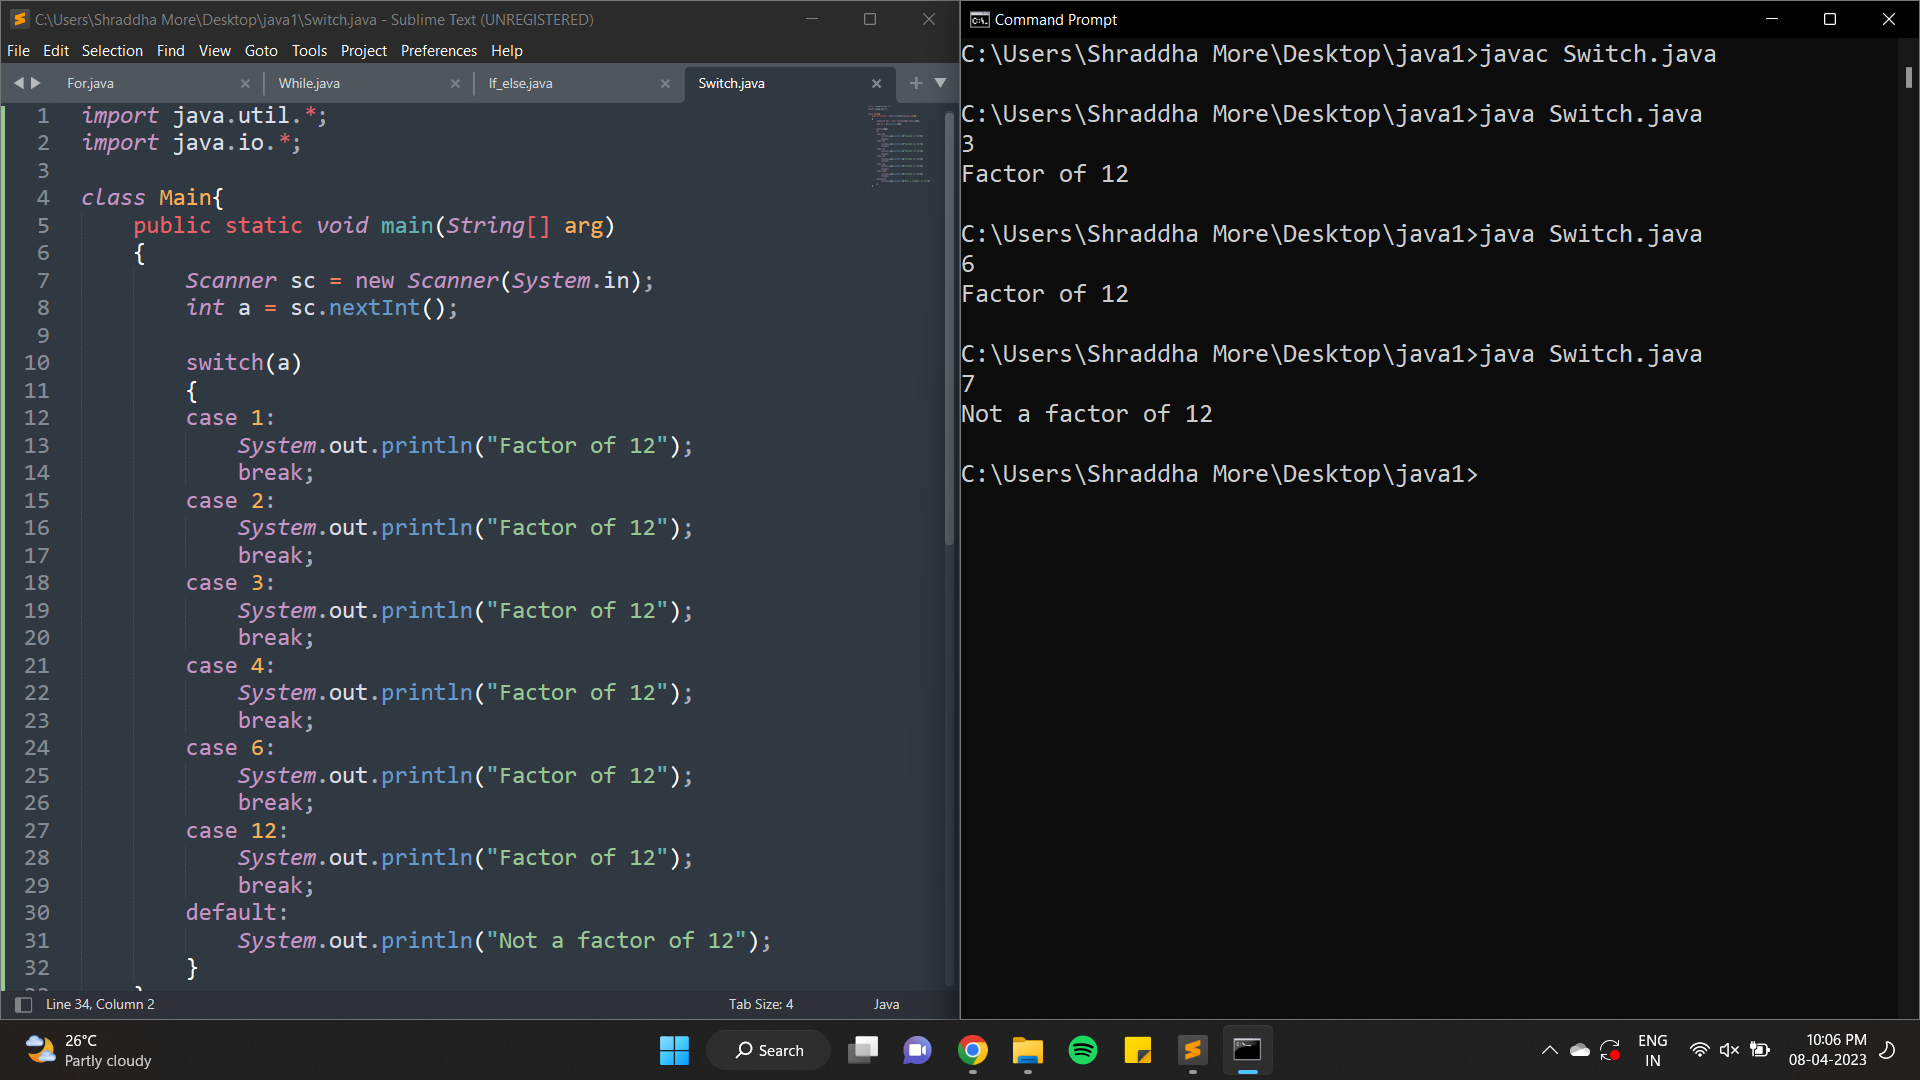 C:\Users\Shraddha More\Desktop\java1\Switch.java - Sublime Text (UNREGISTERED)
File Edit Selection Find View Goto Tools Project Preferences Help
For.java While.java If_else.java Switch.java
1 import java.util.*;
2 import java.io.*;
3
4 class Main{
5 public static void main(String[] arg)
6 {
7 Scanner sc = new Scanner(System.in);
8 int a = sc.nextInt();
9
10 switch(a)
11 {
12 case 1:
13 System.out.println("Factor of 12");
14 break;
15 case 2:
16 System.out.println("Factor of 12");
17 break;
18 case 3:
19 System.out.println("Factor of 12");
20 break;
21 case 4:
22 System.out.println("Factor of 12");
23 break;
24 case 6:
25 System.out.println("Factor of 12");
26 break;
27 case 12:
28 System.out.println("Factor of 12");
29 break;
30 default:
31 System.out.println("Not a factor of 12");
32 }
Line 34, Column 2 Tab Size: 4 Java
Command Prompt
C:\Users\Shraddha More\Desktop\java1>javac Switch.java
C:\Users\Shraddha More\Desktop\java1>java Switch.java
3
Factor of 12
C:\Users\Shraddha More\Desktop\java1>java Switch.java
6
Factor of 12
C:\Users\Shraddha More\Desktop\java1>java Switch.java
7
Not a factor of 12
C:\Users\Shraddha More\Desktop\java1>
26°C
Partly cloudy
Search
ENG
IN
10:06 PM
08-04-2023